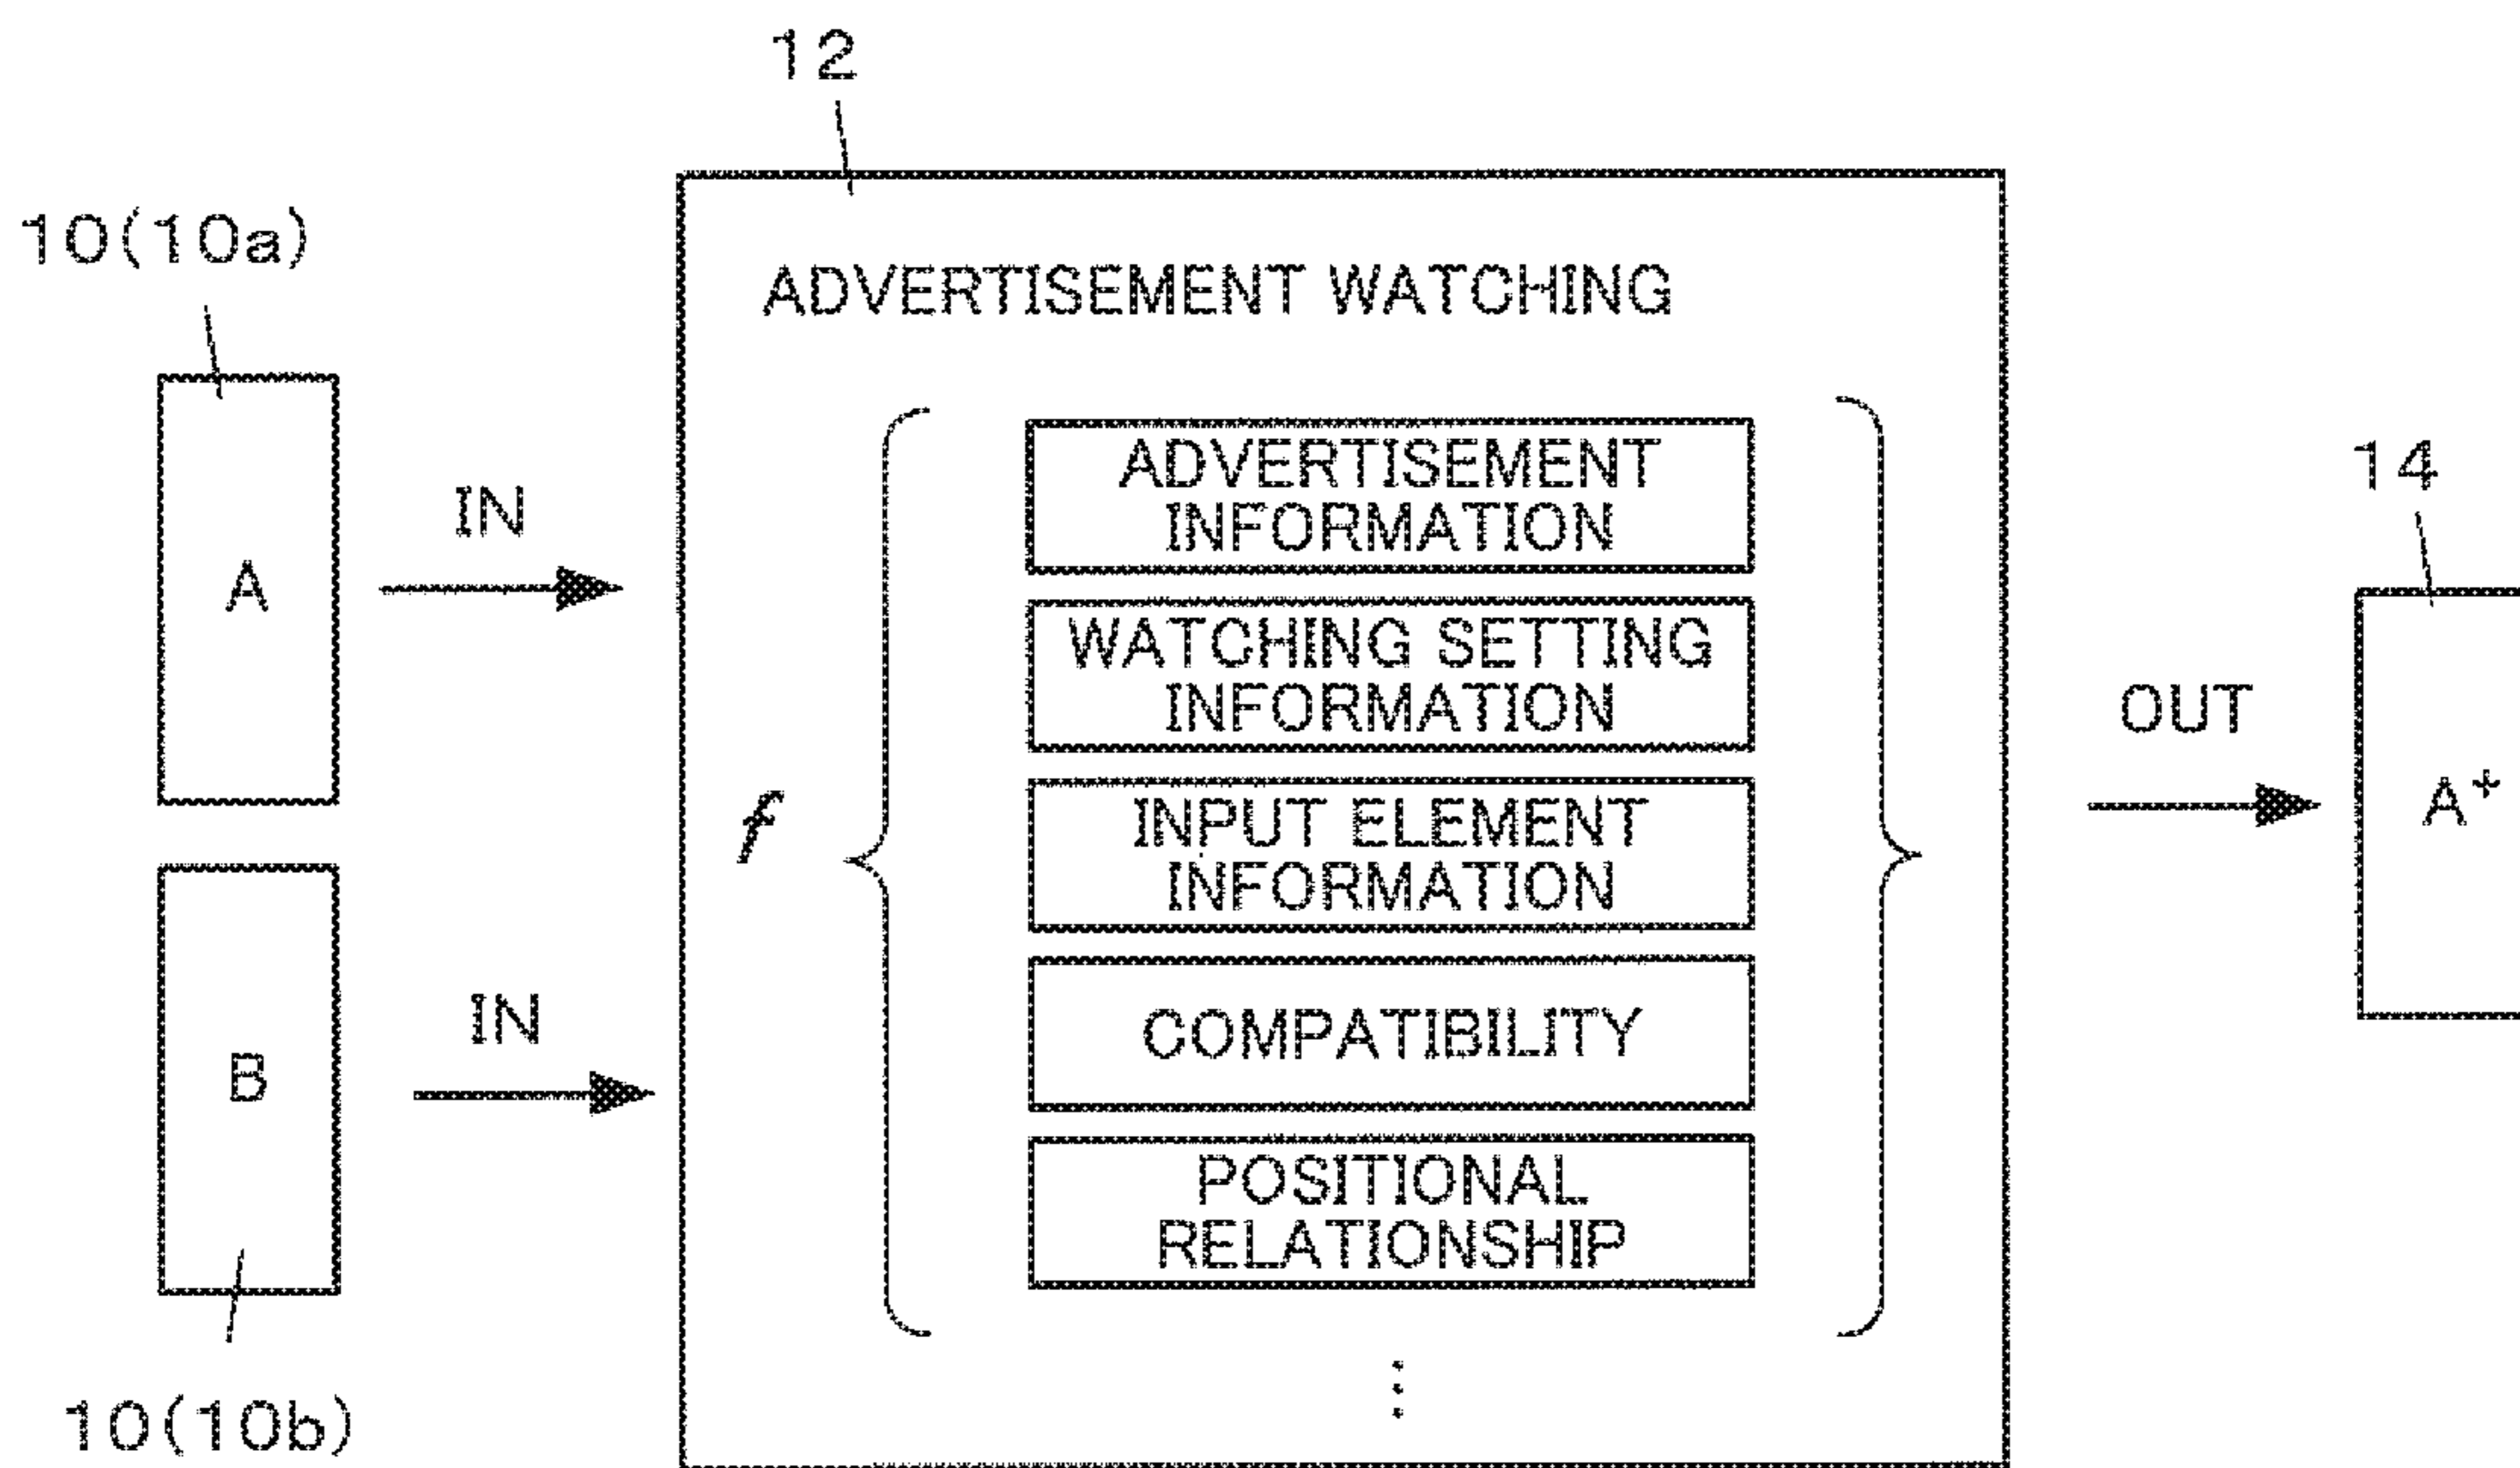 12
10(10a)
ADVERTISEMENT WATCHING
A
IN
B
IN
10(10b)
f
ADVERTISEMENT
INFORMATION
WATCHING SETTING
INFORMATION
INPUT ELEMENT
INFORMATION
COMPATIBILITY
POSITIONAL
RELATIONSHIP
⋮
OUT
14
A+